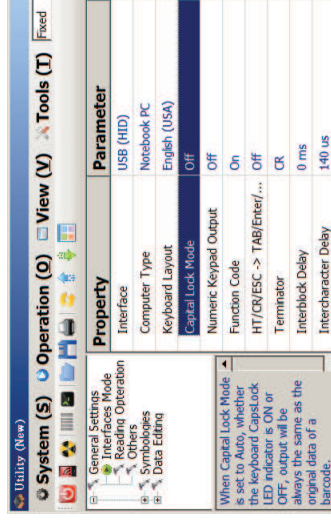 Utility (New)
System (S) Operation (O) View (V) Tools (T) Fixed
General Settings
Interfaces Mode
Reading Opteration
Others
Symbologies
Data Editing
When Capital Lock Mode
is set to Auto, whether
the keyboard CapsLock
LED indicator is ON or
OFF, output will be
always the same as the
original data of a
barcode.
Property Parameter
Interface USB (HID)
Computer Type Notebook PC
Keyboard Layout English (USA)
Capital Lock Mode Off
Numeric Keypad Output Off
Function Code On
HT/CR/ESC -> TAB/Enter/... Off
Terminator CR
Interblock Delay 0 ms
Intercharacter Delay 140 us